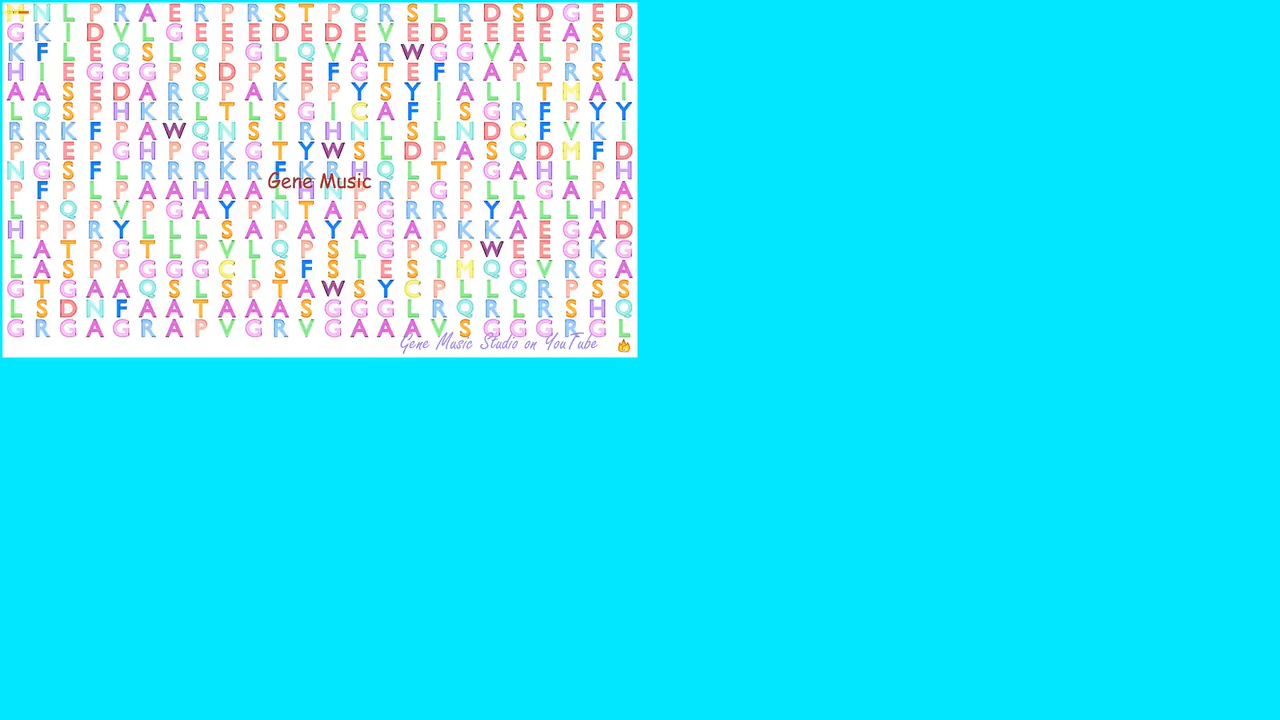 N L P R A E R P R S T P Q R S L R D S D G E D
G K I D V L G E E E D E D E V E D E E E E A S Q
K F L E Q S L Q P G L Q V A R W G G V A L P R E
H I E G G G P S D P S E F G T E F R A P P R S A
A A S E D A R Q P A K P P Y S Y I A L I T M A I
L Q S P H K R L T L S G I C A F I S G R F P Y Y
R R K F P A W Q N S I R H N L S L N D C F V K I
P R E P G H P G K G T Y W S L D P A S Q D M F D
N G S F L R R R K R F K R H Q L T P G A H L P H
P F P L P A A H A A L H N P R P G P L L G A P A
L P Q P V P G A Y P N T A P G R R P Y A L L H P
H P P R Y L L L S A P A Y A G A P K K A E G A D
L A T P G T L P V L Q P S L G P Q P W E E G K G
L A S P P G G G C I S F S I E S I M Q G V R G A
G T G A A Q S L S P T A W S Y C P L L Q R P S S
L S D N F A A T A A A S G G G L R Q R L R S H Q
G R G A G R A P V G R V G A A A V S G G G R G L
Gene Music
Gene Music Studio on YouTube